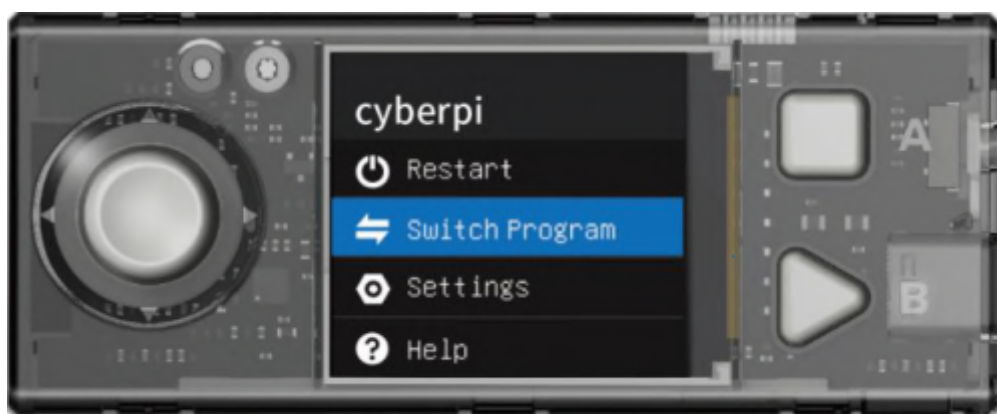 cyberpi
Restart
Switch Program
Settings
? Help
A
B